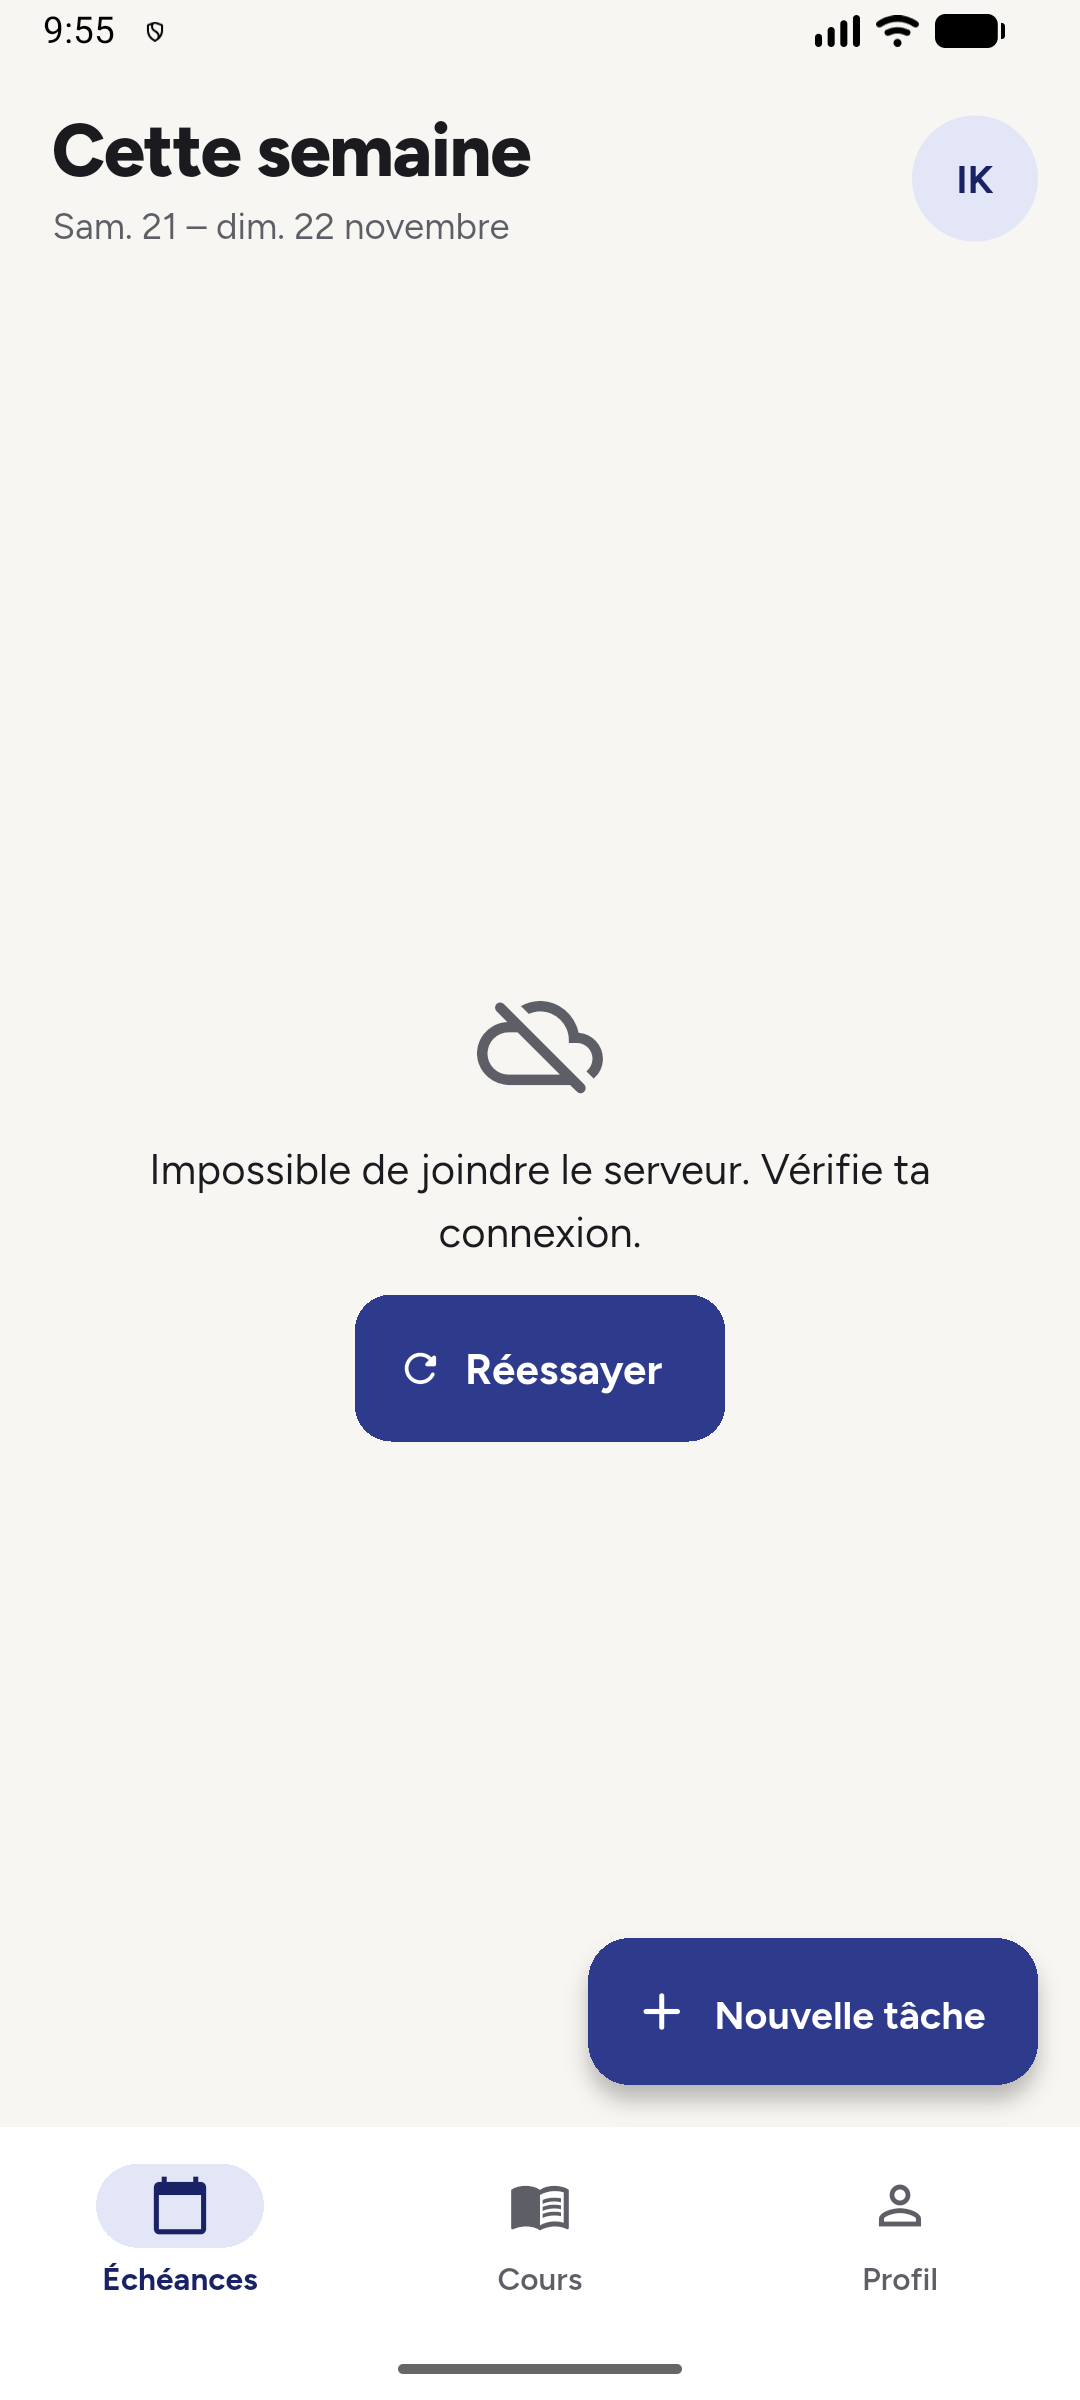 9:55
Cette semaine
Sam. 21 – dim. 22 novembre
IK
Impossible de joindre le serveur. Vérifie ta
connexion.
Réessayer
Nouvelle tâche
Échéances
Cours
Profil